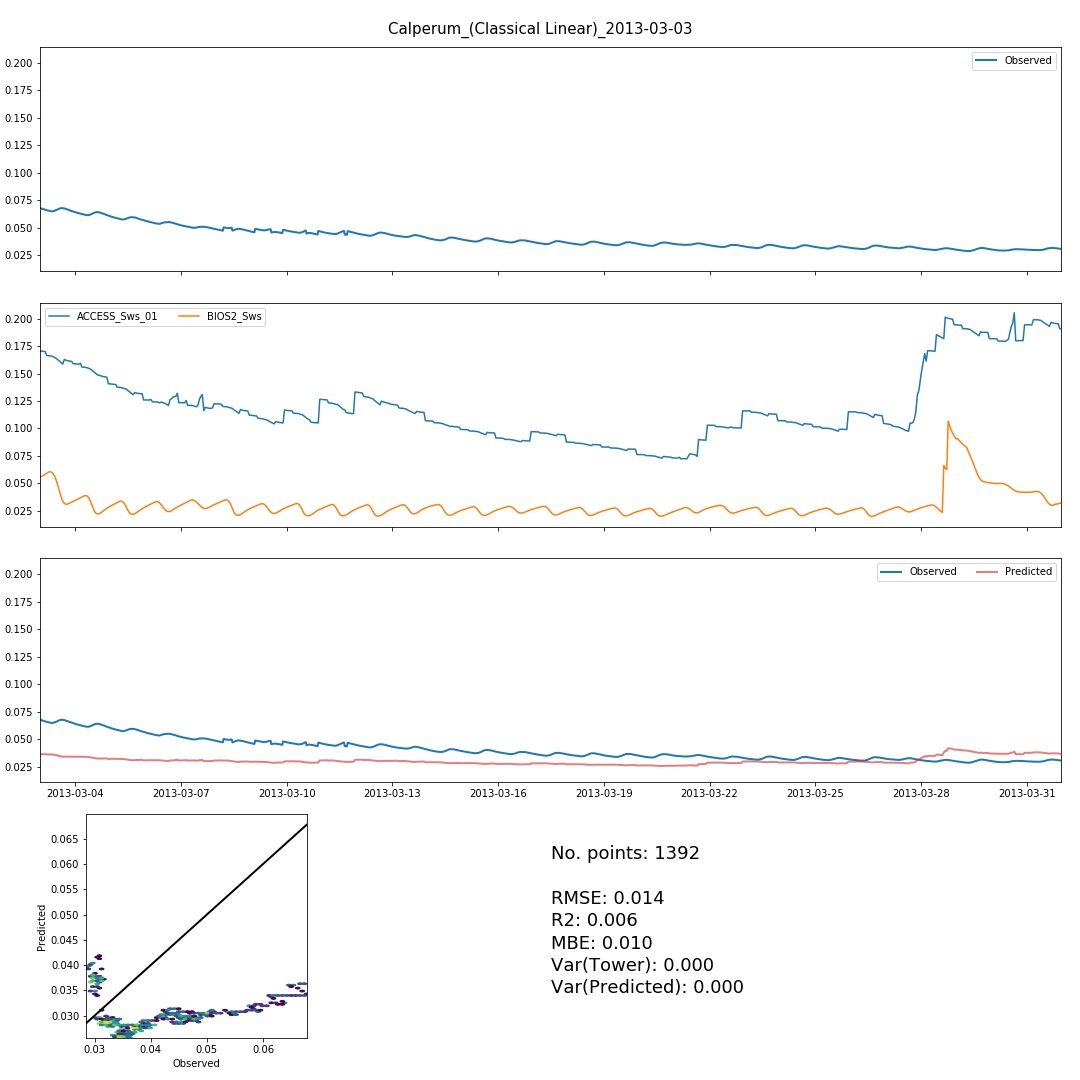 Calperum_(Classical Linear)_2013-03-03
0.200
0.175
0.150
0.125
0.100
0.075
0.050
0.025
Observed
0.200
0.175
0.150
0.125
0.100
0.075
0.050
0.025
ACCESS_Sws_01 BIOS2_Sws
0.200
0.175
0.150
0.125
0.100
0.075
0.050
0.025
Observed Predicted
2013-03-04 2013-03-07 2013-03-10 2013-03-13 2013-03-16 2013-03-19 2013-03-22 2013-03-25 2013-03-28 2013-03-31
0.065
0.060
0.055
0.050
0.045
0.040
0.035
0.030
Predicted
0.03 0.04 0.05 0.06
Observed
No. points: 1392
RMSE: 0.014
R2: 0.006
MBE: 0.010
Var(Tower): 0.000
Var(Predicted): 0.000